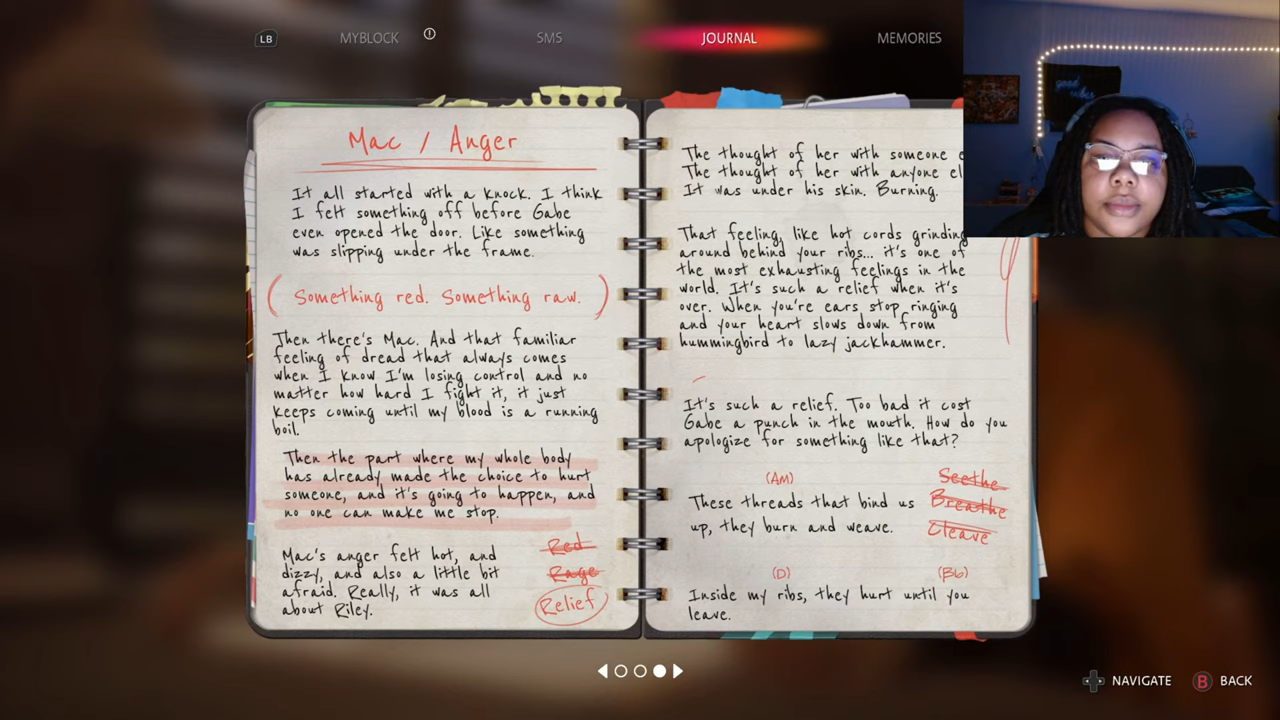 LB MYBLOCK SMS JOURNAL MEMORIES
good
vibes
Mac / Anger
It all started with a knock. I think
I felt something off before Gabe
even opened the door. Like something
was slipping under the frame.
(Something red. Something raw.)
Then there's Mac. And that familiar
feeling of dread that always comes
when I know I'm losing control and no
matter how hard I fight it, it just
keeps coming until my blood is a running
boil.
Then the part where my whole body
has already made the choice to hurt
someone, and it's going to happen, and
no one can make me stop.
Mac's anger felt hot, and
dizzy, and also a little bit
afraid. Really, it was all
about Riley.
Red
Rage
Relief
The thought of her with someone
The thought of her with anyone
It was under his skin. Burning.
That feeling, like hot cords grinding
around behind your ribs... it's one of
the most exhausting feelings in the
world. It's such a relief when it's
over. When you're ears stop ringing
and your heart slows down from
hummingbird to lazy jackhammer.
It's such a relief. Too bad it cost
Gabe a punch in the mouth. How do you
apologize for something like that?
(AM)
These threads that bind us
up, they burn and weave.
Seethe
Breathe
Cleave
(D) (Bb)
Inside my ribs, they hurt until you
leave.
NAVIGATE B BACK